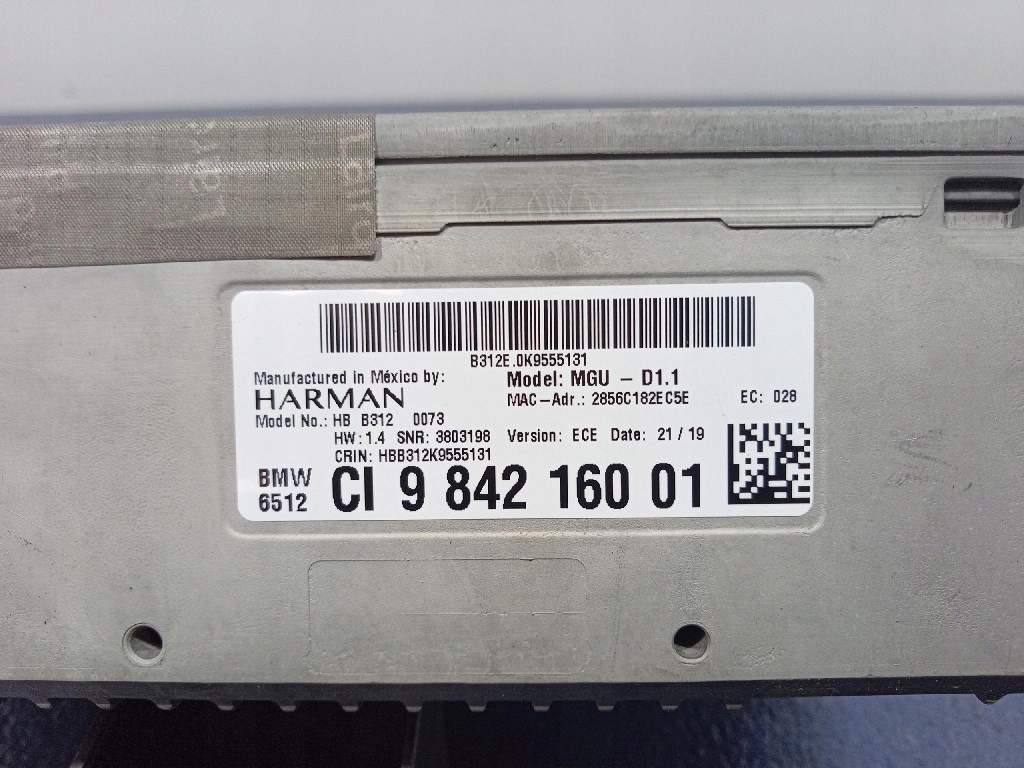 B312E.0K9555131
Manufactured in México by:
HARMAN
Model: MGU - D1.1
MAC-Adr.: 2856C182EC5E EC: 028
Model No.: HB B312 0073
HW: 1.4 SNR: 3803198 Version: ECE Date: 21/19
CRIN: HBB312K9555131
BMW
6512
CI 9 842 160 01